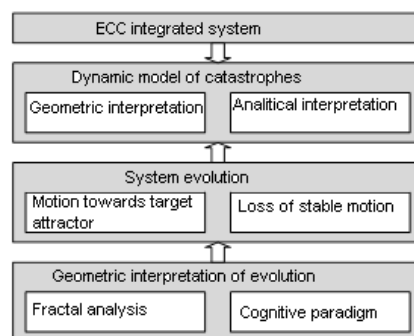 ECC integrated system
Dynamic model of catastrophes
Geometric interpretation
Analitical interpretation
System evolution
Motion towards target
attractor
Loss of stable motion
Geometric interpretation of evolution
Fractal analysis
Cognitive paradigm